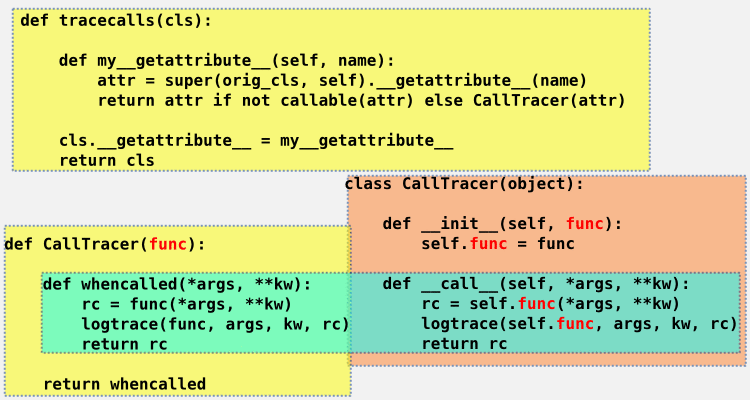 def tracecalls(cls):
    def my__getattribute__(self, name):
        attr = super(orig_cls, self).__getattribute__(name)
        return attr if not callable(attr) else CallTracer(attr)
    cls.__getattribute__ = my__getattribute__
    return cls
def CallTracer(func):
    def whencalled(*args, **kw):
        rc = func(*args, **kw)
        logtrace(func, args, kw, rc)
        return rc
    return whencalled
class CallTracer(object):
    def __init__(self, func):
        self.func = func
    def __call__(self, *args, **kw):
        rc = self.func(*args, **kw)
        logtrace(self.func, args, kw, rc)
        return rc